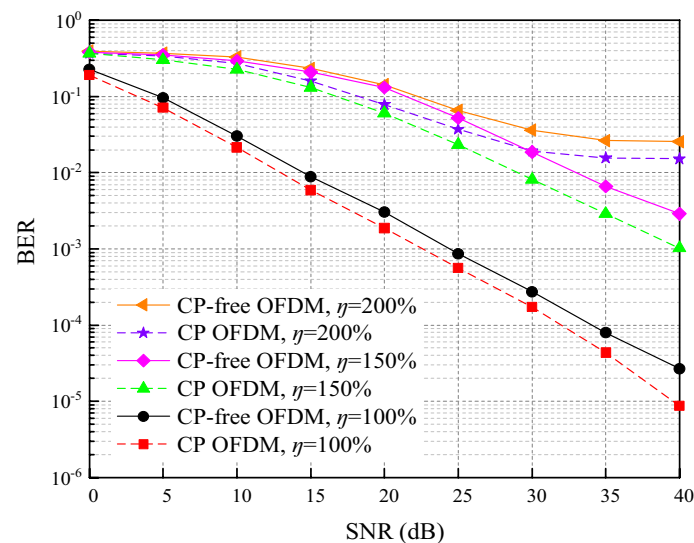 10^0
10^-1
10^-2
10^-3
10^-4
10^-5
10^-6
BER
CP-free OFDM, η=200%
CP OFDM, η=200%
CP-free OFDM, η=150%
CP OFDM, η=150%
CP-free OFDM, η=100%
CP OFDM, η=100%
0 5 10 15 20 25 30 35 40
SNR (dB)